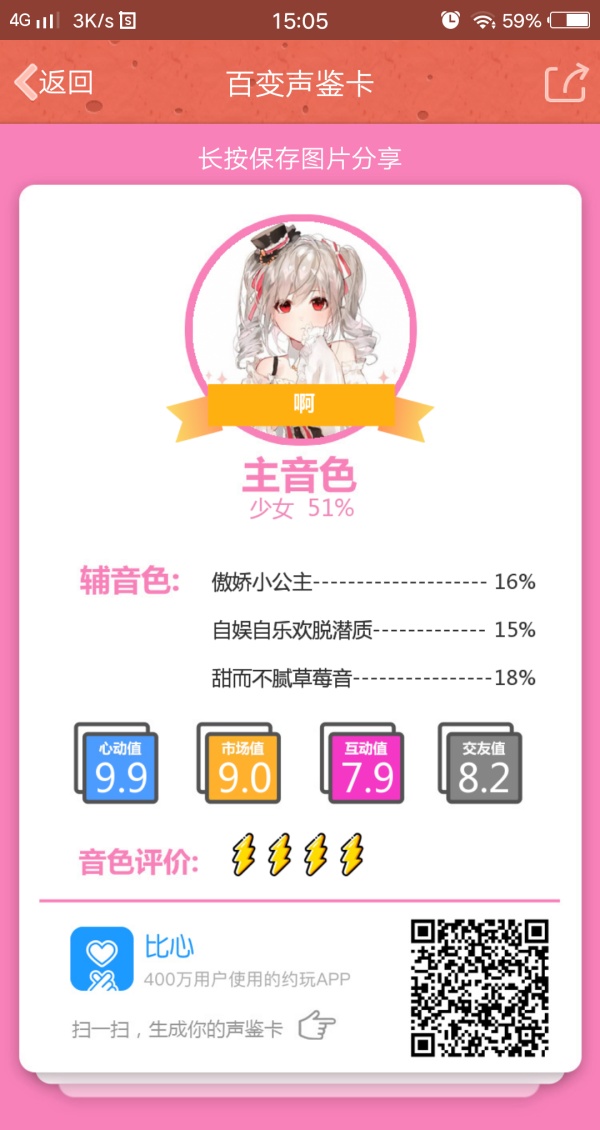 4G 3K/s 15:05 59%
返回 百变声鉴卡
长按保存图片分享
啊
主音色
少女 51%
辅音色: 傲娇小公主-------------------- 16%
自娱自乐欢脱潜质------------- 15%
甜而不腻草莓音----------------18%
心动值 市场值 互动值 交友值
9.9 9.0 7.9 8.2
音色评价:
比心
400万用户使用的约玩APP
扫一扫，生成你的声鉴卡